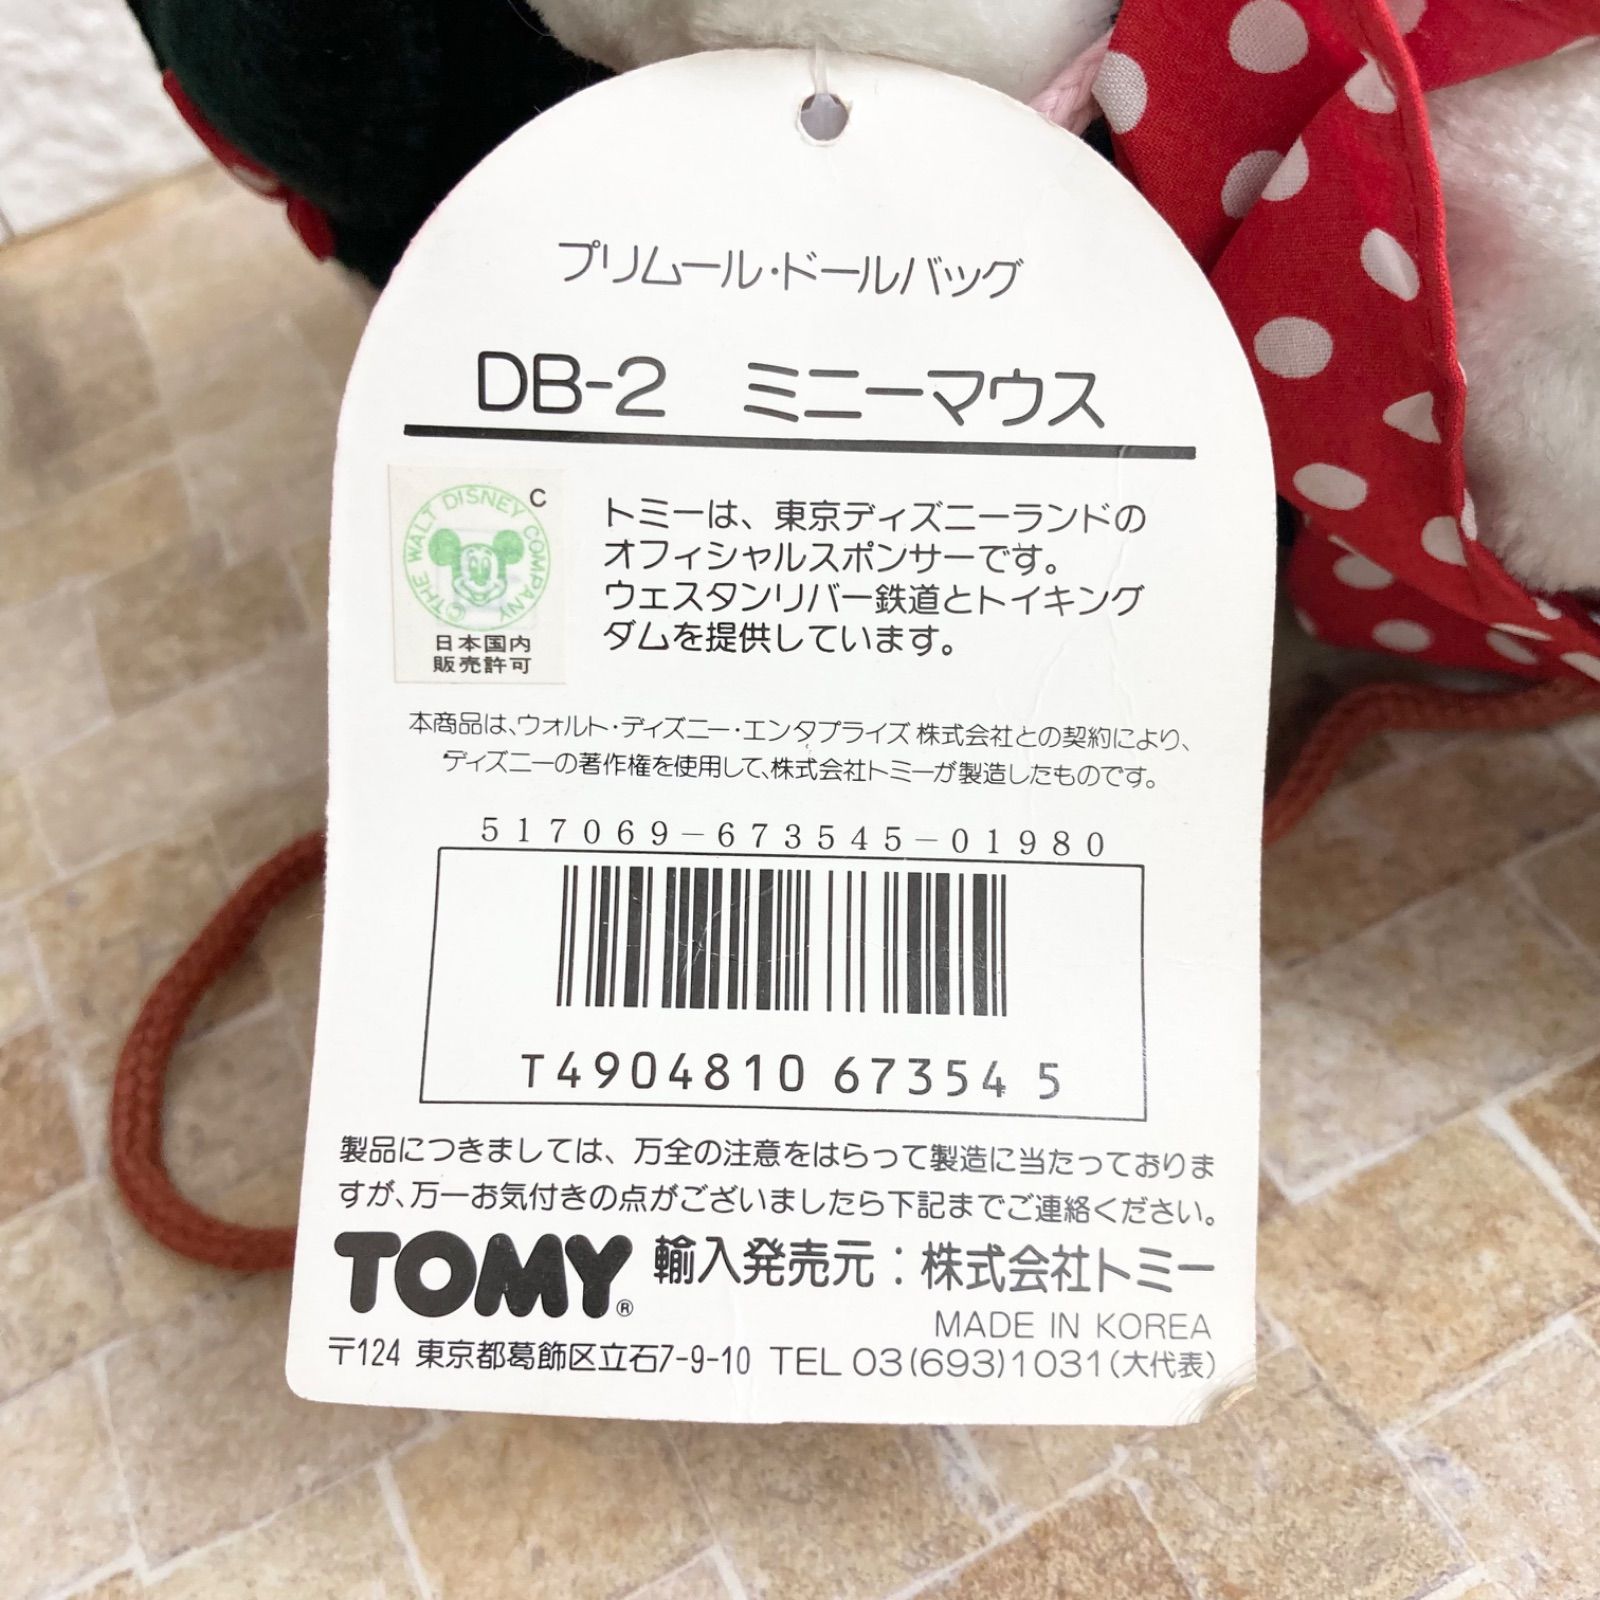 プリムール・ドールバッグ
DB-2 ミニーマウス
C
©THE WALT DISNEY COMPANY
日本国内
販売許可
トミーは、東京ディズニーランドの
オフィシャルスポンサーです。
ウェスタンリバー鉄道とトイキング
ダムを提供しています。
本商品は、ウォルト・ディズニー・エンタプライズ株式会社との契約により、
ディズニーの著作権を使用して、株式会社トミーが製造したものです。
517069-673545-01980
T4904810 67354 5
製品につきましては、万全の注意をはらって製造に当たっておりま
すが、万一お気付きの点がございましたら下記までご連絡ください。
TOMY® 輸入発売元:株式会社トミー
MADE IN KOREA
〒124 東京都葛飾区立石7-9-10 TEL 03(693)1031(大代表)